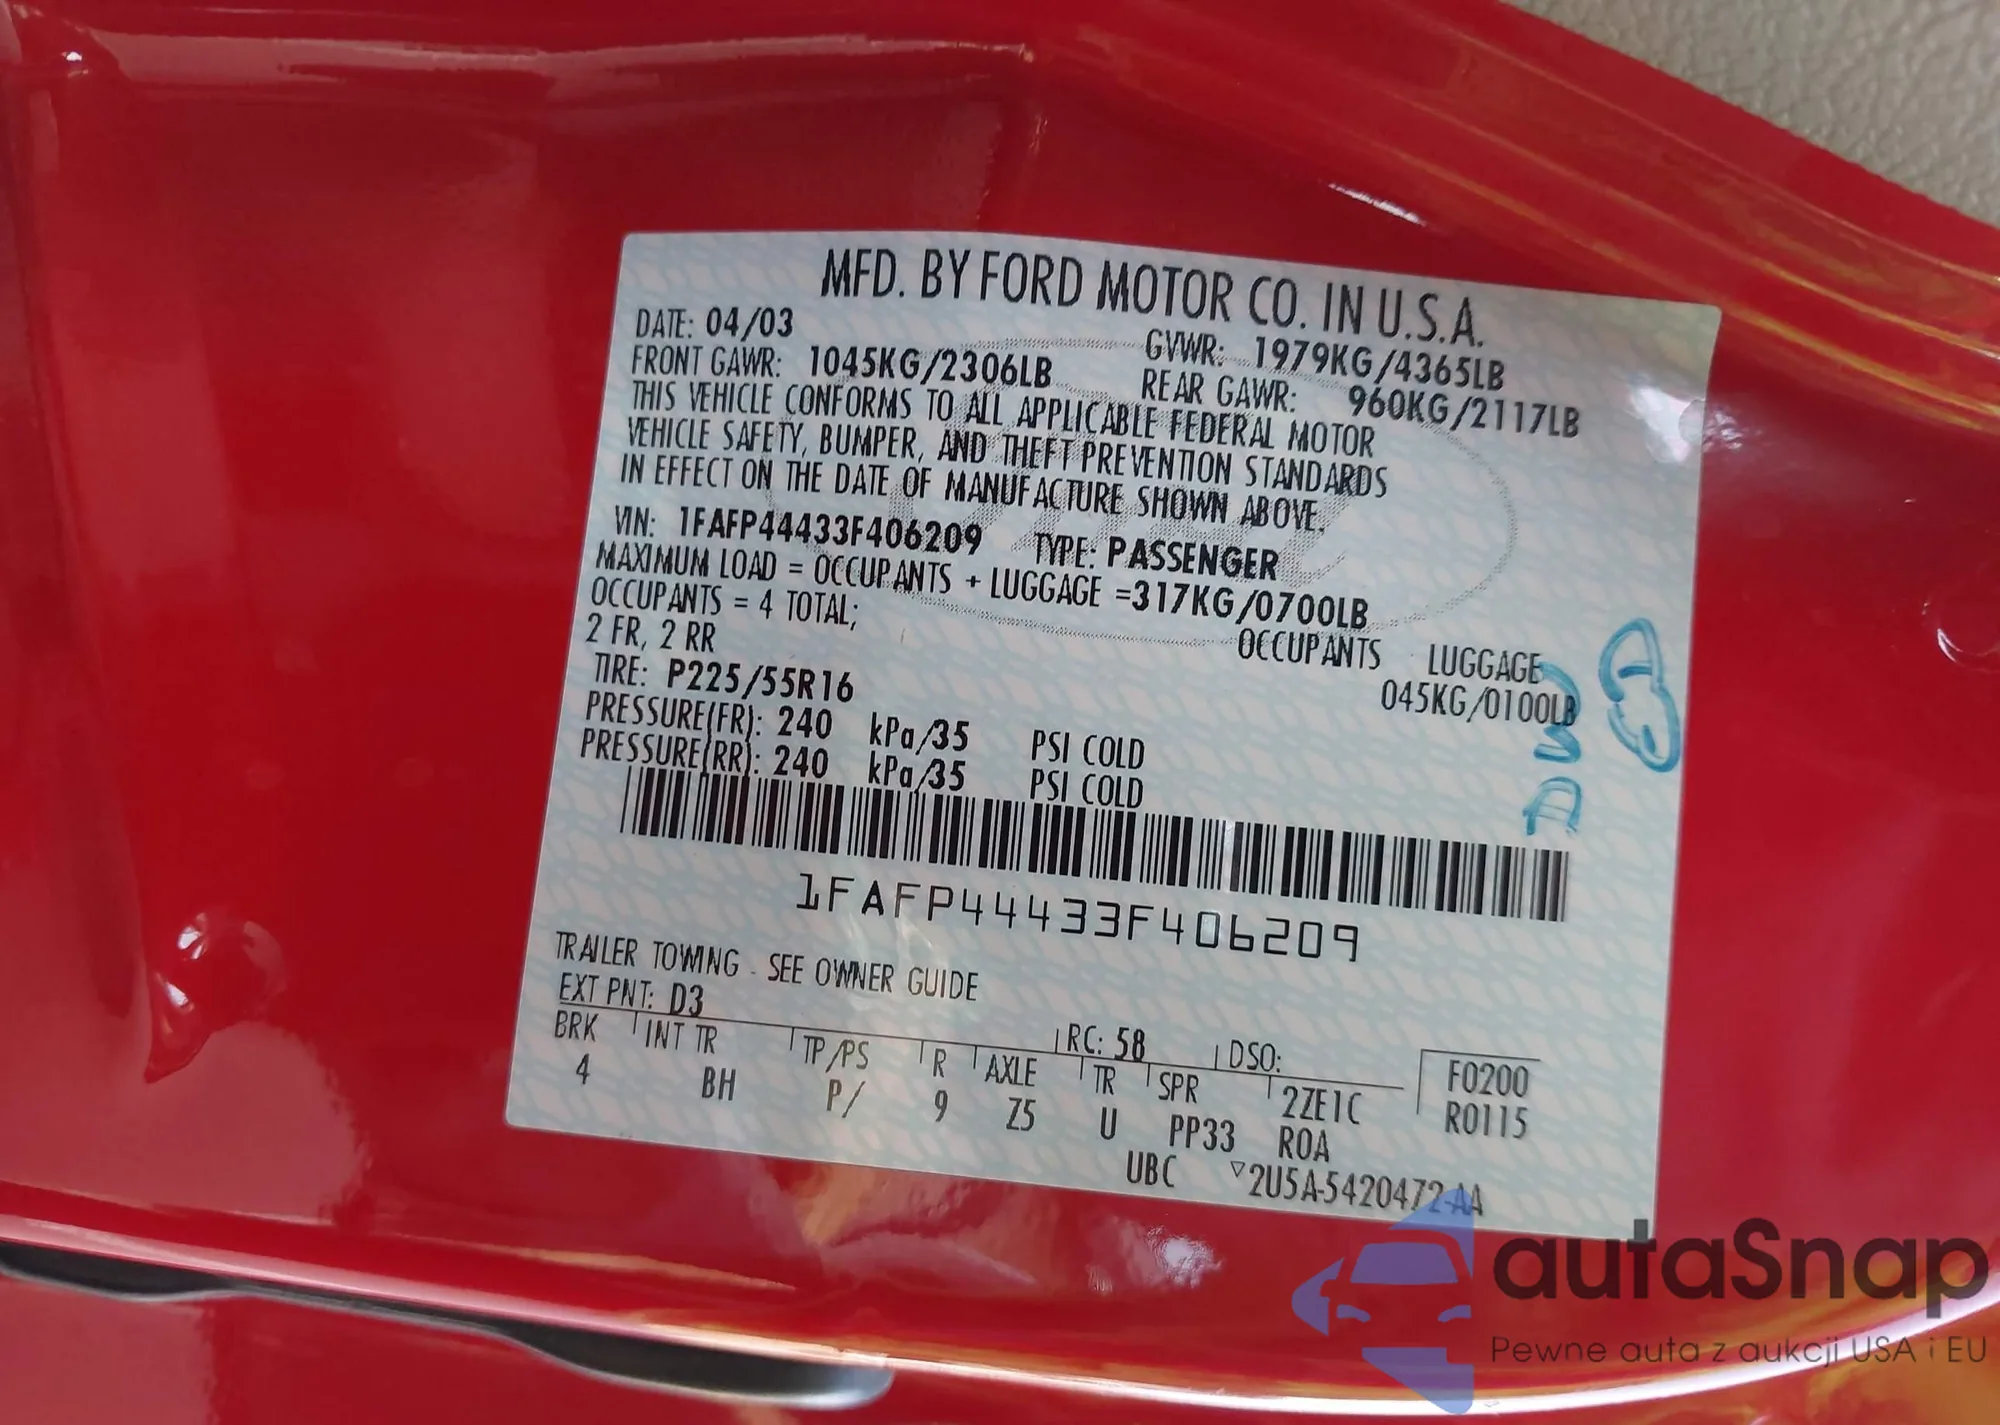 MFD. BY FORD MOTOR CO. IN U.S.A.
DATE: 04/03 GVWR: 1979KG/4365LB
FRONT GAWR: 1045KG/2306LB REAR GAWR: 960KG/2117LB
THIS VEHICLE CONFORMS TO ALL APPLICABLE FEDERAL MOTOR
VEHICLE SAFETY, BUMPER, AND THEFT PREVENTION STANDARDS
IN EFFECT ON THE DATE OF MANUFACTURE SHOWN ABOVE.
VIN: 1FAFP44433F406209 TYPE: PASSENGER
MAXIMUM LOAD = OCCUPANTS + LUGGAGE =317KG/0700LB
OCCUPANTS = 4 TOTAL; OCCUPANTS LUGGAGE
2 FR, 2 RR 045KG/0100LB
TIRE: P225/55R16
PRESSURE(FR): 240 kPa/35 PSI COLD
PRESSURE(RR): 240 kPa/35 PSI COLD
1FAFP44433F406209
TRAILER TOWING - SEE OWNER GUIDE
EXT PNT: D3 RC: 58 DSO: F0200
BRK INT TR TP/PS R AXLE TR SPR 2ZE1C R0115
4 BH P/ 9 Z5 U PP33 ROA
UBC ▽2U5A-5420472-AA
autaSnap
Pewne auta z aukcji USA i EU